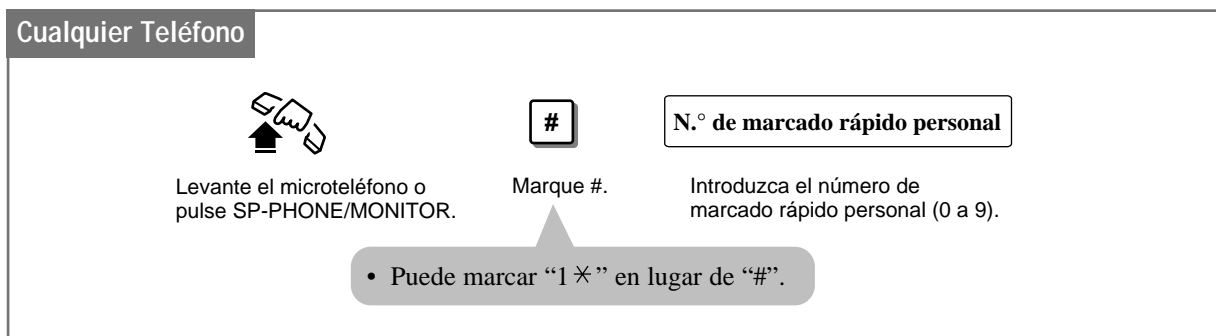 Cualquier Teléfono
#
N.° de marcado rápido personal
Levante el microteléfono o
pulse SP-PHONE/MONITOR.
Marque #.
Introduzca el número de
marcado rápido personal (0 a 9).
• Puede marcar “1✳” en lugar de “#”.